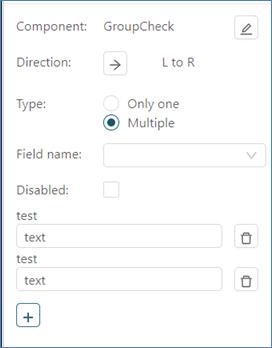 Component: GroupCheck
Direction: L to R
Type: Only one
Multiple
Field name:
Disabled:
test
text
test
text